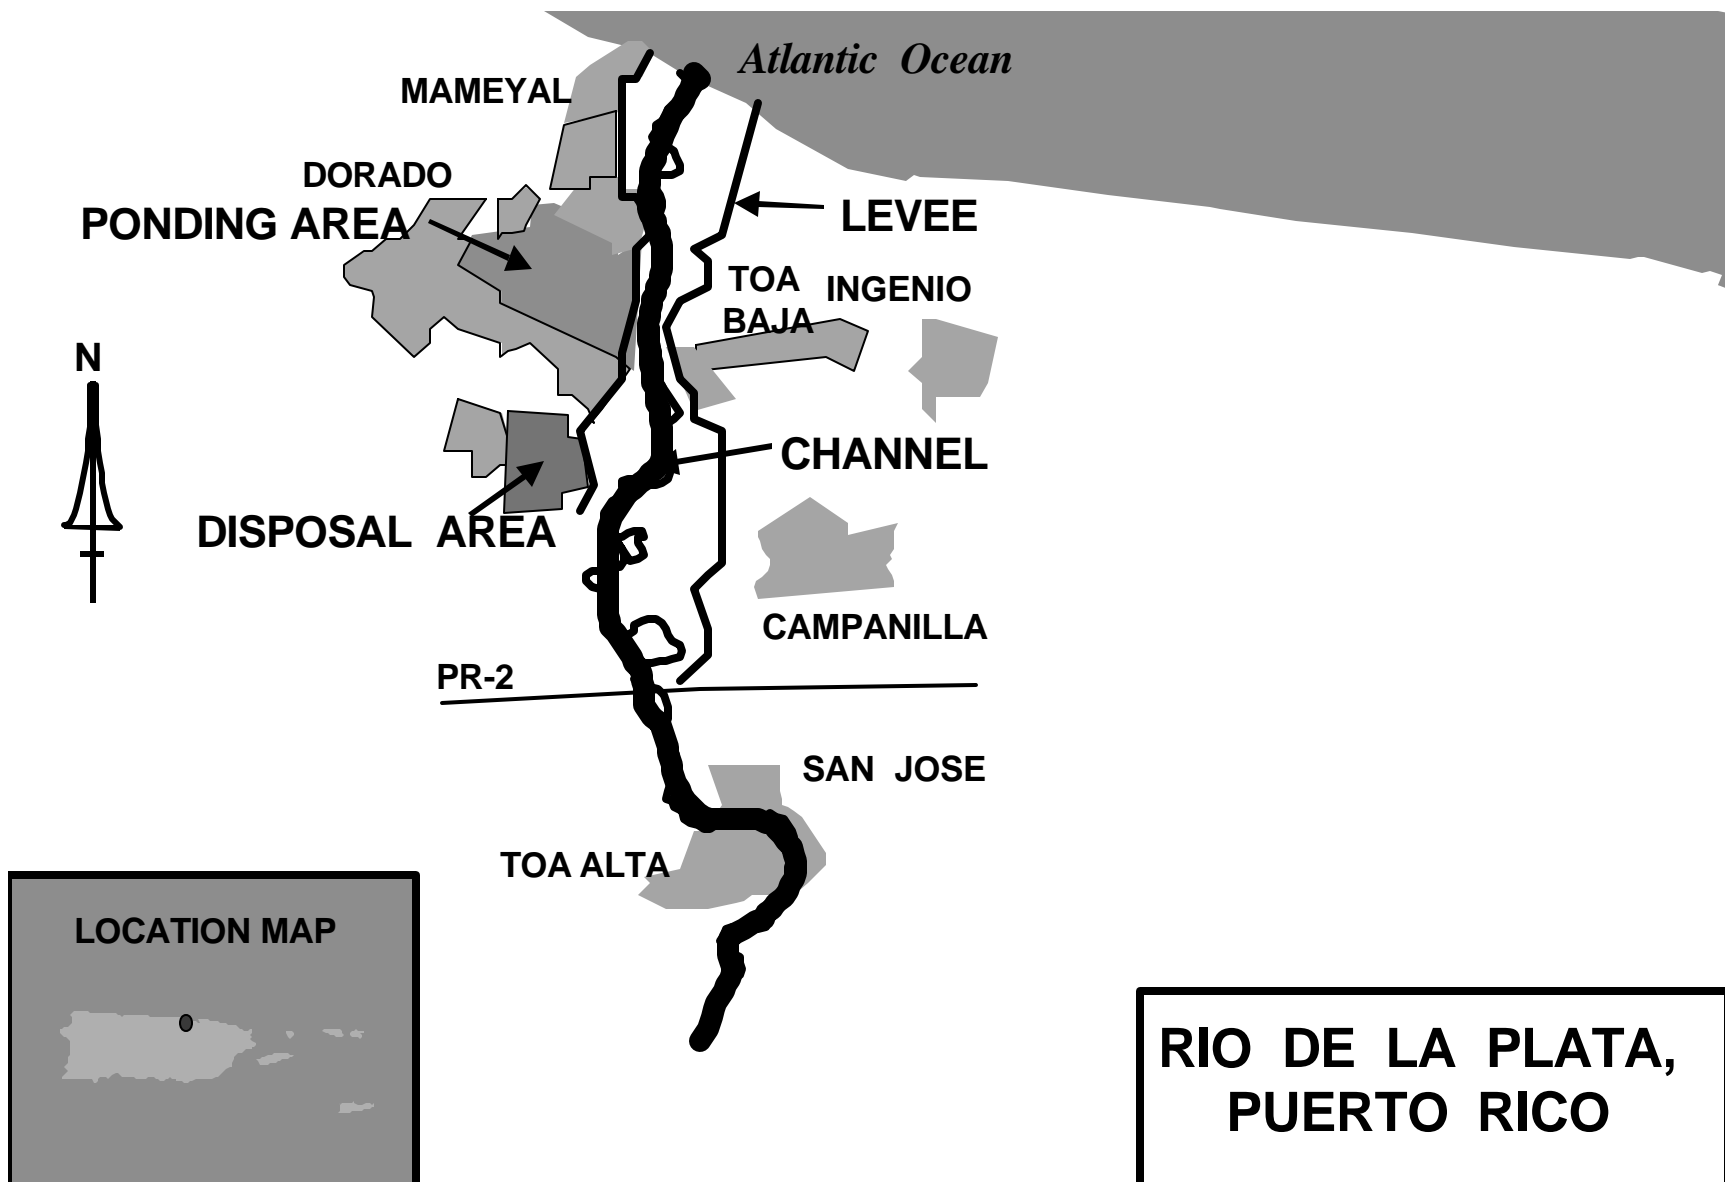 Atlantic Ocean
MAMEYAL
DORADO
PONDING AREA
LEVEE
TOA
BAJA
INGENIO
N
CHANNEL
DISPOSAL AREA
CAMPANILLA
PR-2
SAN JOSE
TOA ALTA
LOCATION MAP
RIO DE LA PLATA,
PUERTO RICO